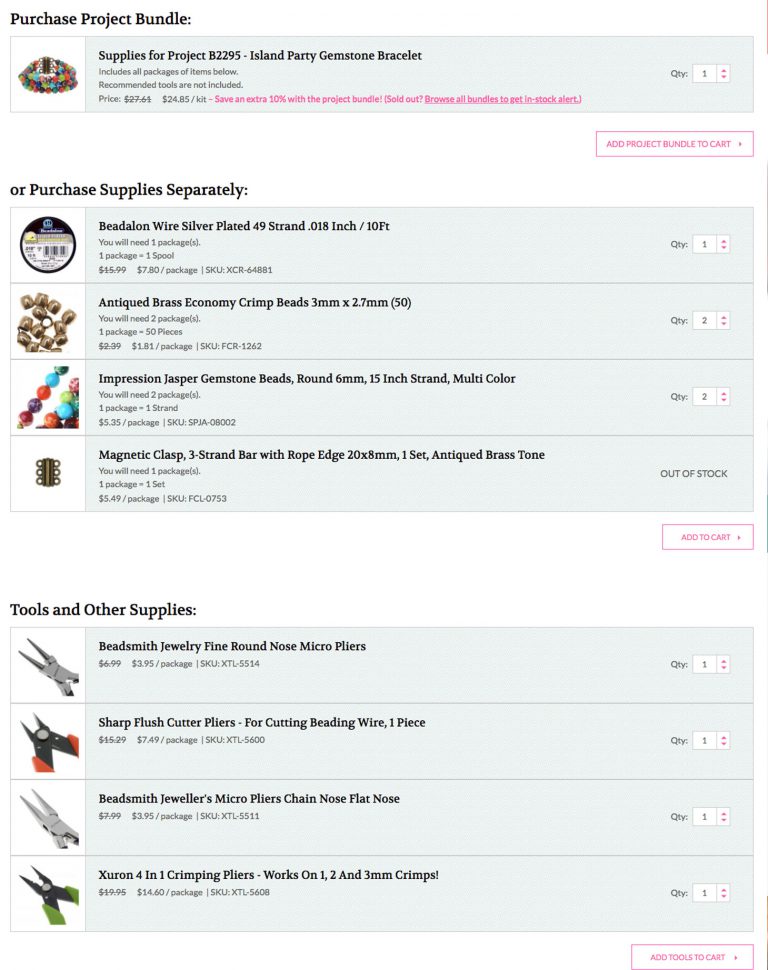 Purchase Project Bundle:
Supplies for Project B2295 - Island Party Gemstone Bracelet
Includes all packages of items below.
Recommended tools are not included.
Qty: 1
Price: $27.61 $24.85 / kit – Save an extra 10% with the project bundle! (Sold out? Browse all bundles to get in-stock alert.)
ADD PROJECT BUNDLE TO CART
or Purchase Supplies Separately:
Beadalon Wire Silver Plated 49 Strand .018 Inch / 10Ft
You will need 1 package(s).
Qty: 1
1 package = 1 Spool
$15.99 $7.80 / package | SKU: XCR-64881
Antiqued Brass Economy Crimp Beads 3mm x 2.7mm (50)
You will need 2 package(s).
Qty: 2
1 package = 50 Pieces
$2.39 $1.81 / package | SKU: FCR-1262
Impression Jasper Gemstone Beads, Round 6mm, 15 Inch Strand, Multi Color
You will need 2 package(s).
Qty: 2
1 package = 1 Strand
$5.35 / package | SKU: SPJA-08002
Magnetic Clasp, 3-Strand Bar with Rope Edge 20x8mm, 1 Set, Antiqued Brass Tone
You will need 1 package(s).
OUT OF STOCK
1 package = 1 Set
$5.49 / package | SKU: FCL-0753
ADD TO CART
Tools and Other Supplies:
Beadsmith Jewelry Fine Round Nose Micro Pliers
$6.99 $3.95 / package | SKU: XTL-5514
Qty: 1
Sharp Flush Cutter Pliers - For Cutting Beading Wire, 1 Piece
$15.29 $7.49 / package | SKU: XTL-5600
Qty: 1
Beadsmith Jeweller's Micro Pliers Chain Nose Flat Nose
$7.99 $3.95 / package | SKU: XTL-5511
Qty: 1
Xuron 4 In 1 Crimping Pliers - Works On 1, 2 And 3mm Crimps!
$19.95 $14.60 / package | SKU: XTL-5608
Qty: 1
ADD TOOLS TO CART